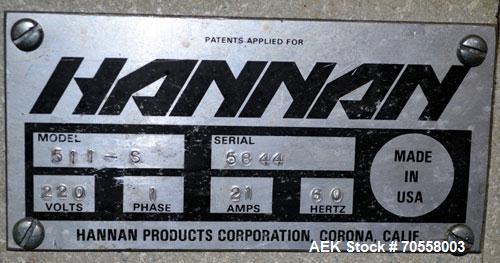 PATENTS APPLIED FOR
HANNAN
MODEL SERIAL
511-S 5844
220 1 21 60
VOLTS PHASE AMPS HERTZ
MADE
IN
USA
HANNAN PRODUCTS CORPORATION, CORONA, CALIF
AEK Stock# 70558003